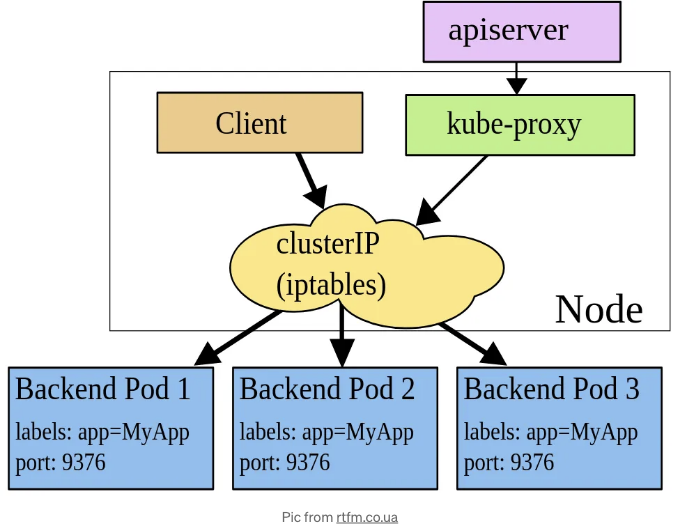 apiserver
Client
kube-proxy
clusterIP
(iptables)
Node
Backend Pod 1
labels: app=MyApp
port: 9376
Backend Pod 2
labels: app=MyApp
port: 9376
Backend Pod 3
labels: app=MyApp
port: 9376
Pic from rtfm.co.ua